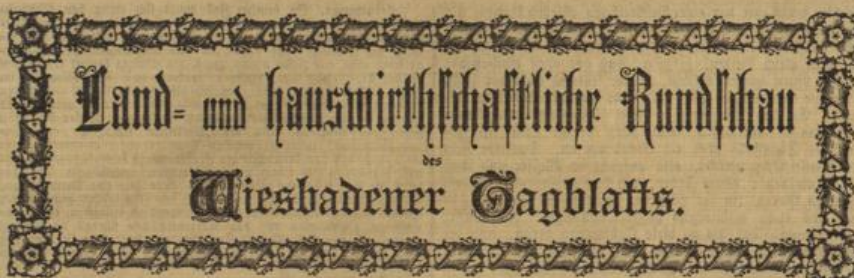 Land- und hauswirthschaftliche Rundschau
des
Wiesbadener Tagblatts.